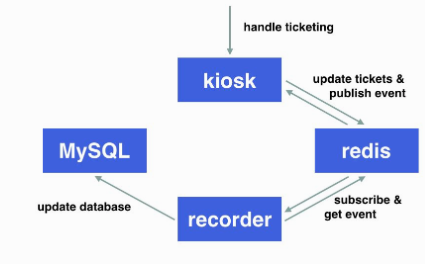 handle ticketing
kiosk
update tickets &
publish event
MySQL
redis
update database
recorder
subscribe &
get event